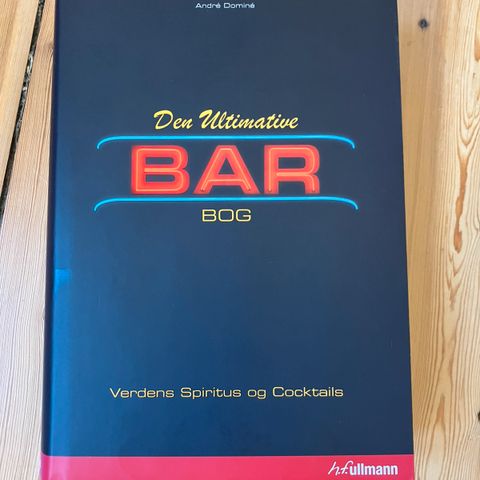 André Dominé
Den Ultimative
BAR
BOG
Verdens Spiritus og Cocktails
h.f.ullmann